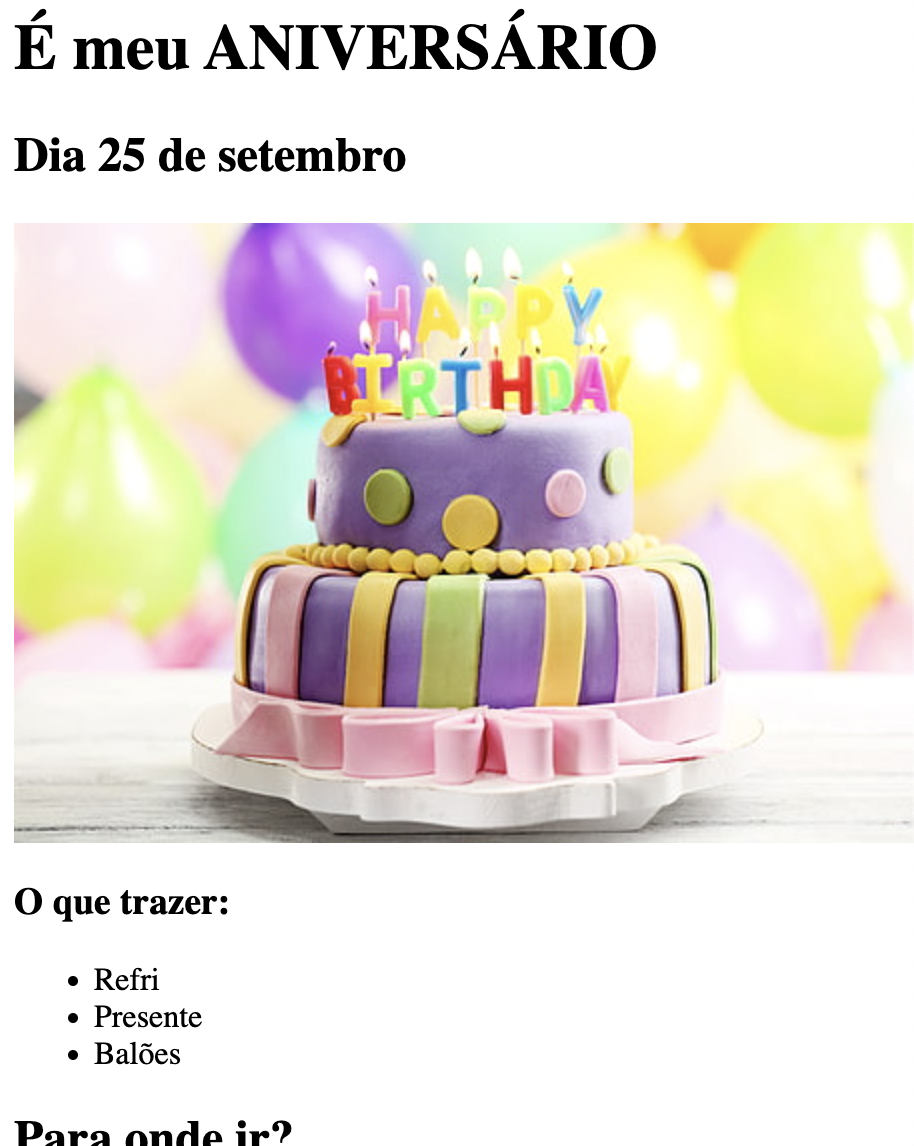 É meu ANIVERSÁRIO
Dia 25 de setembro
HAPPY
BIRTHDAY
O que trazer:
Refri
Presente
Balões
Para onde ir?